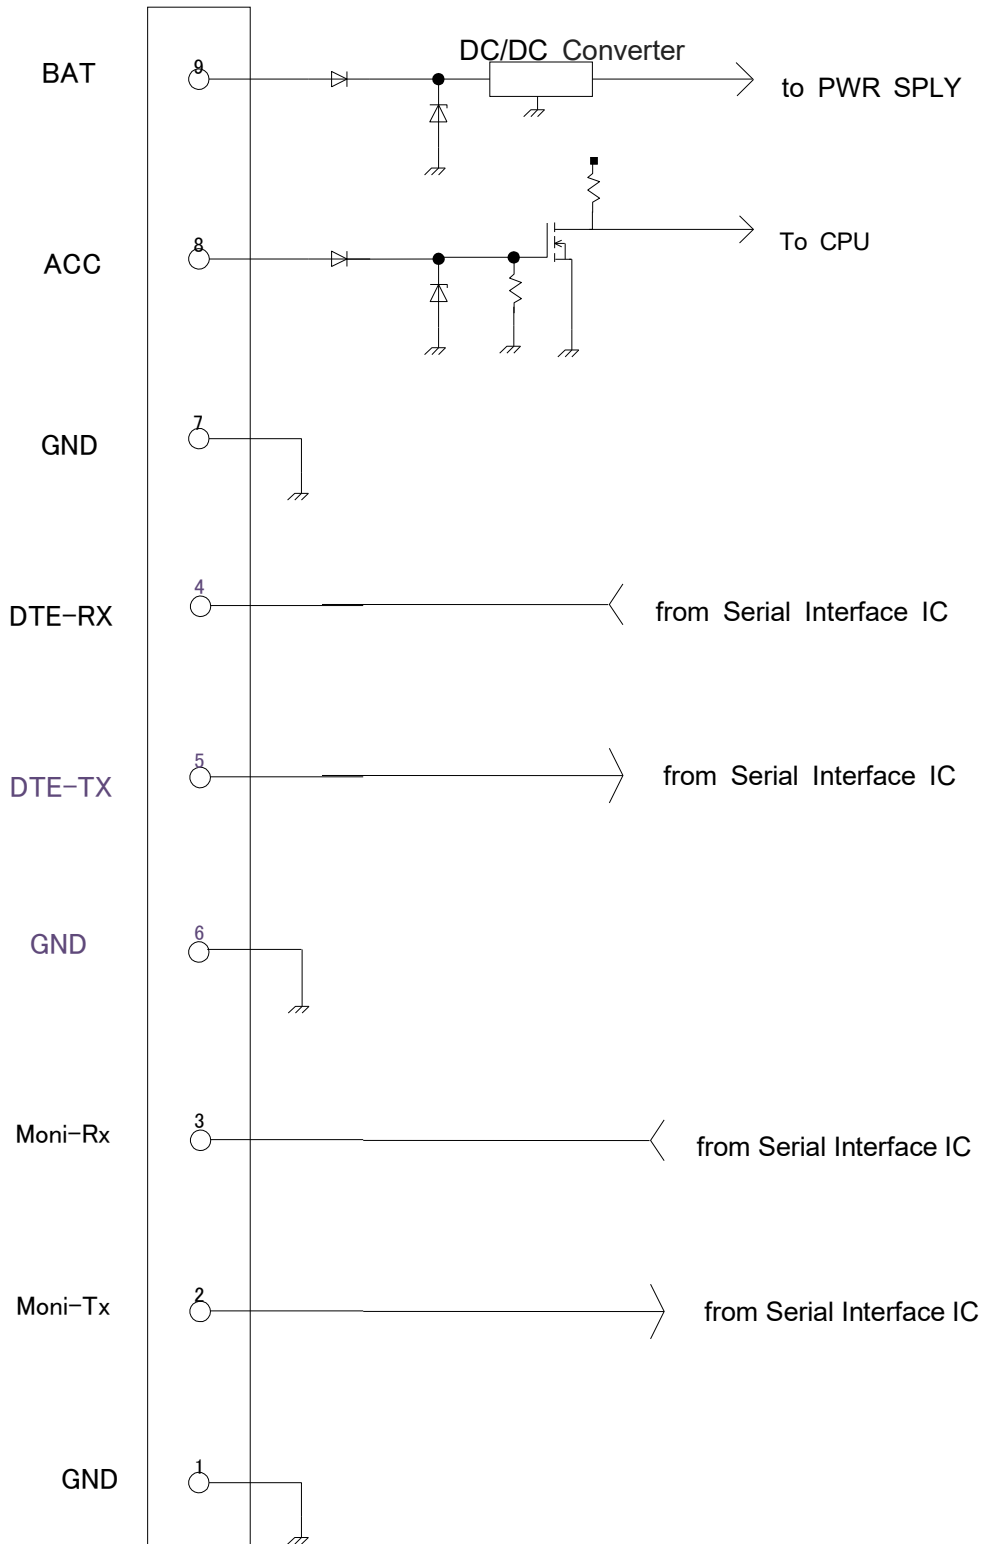 DC/DC Converter
BAT 9 to PWR SPLY
ACC 8 To CPU
GND 7
DTE-RX 4 from Serial Interface IC
DTE-TX 5 from Serial Interface IC
GND 6
Moni-Rx 3 from Serial Interface IC
Moni-Tx 2 from Serial Interface IC
GND 1